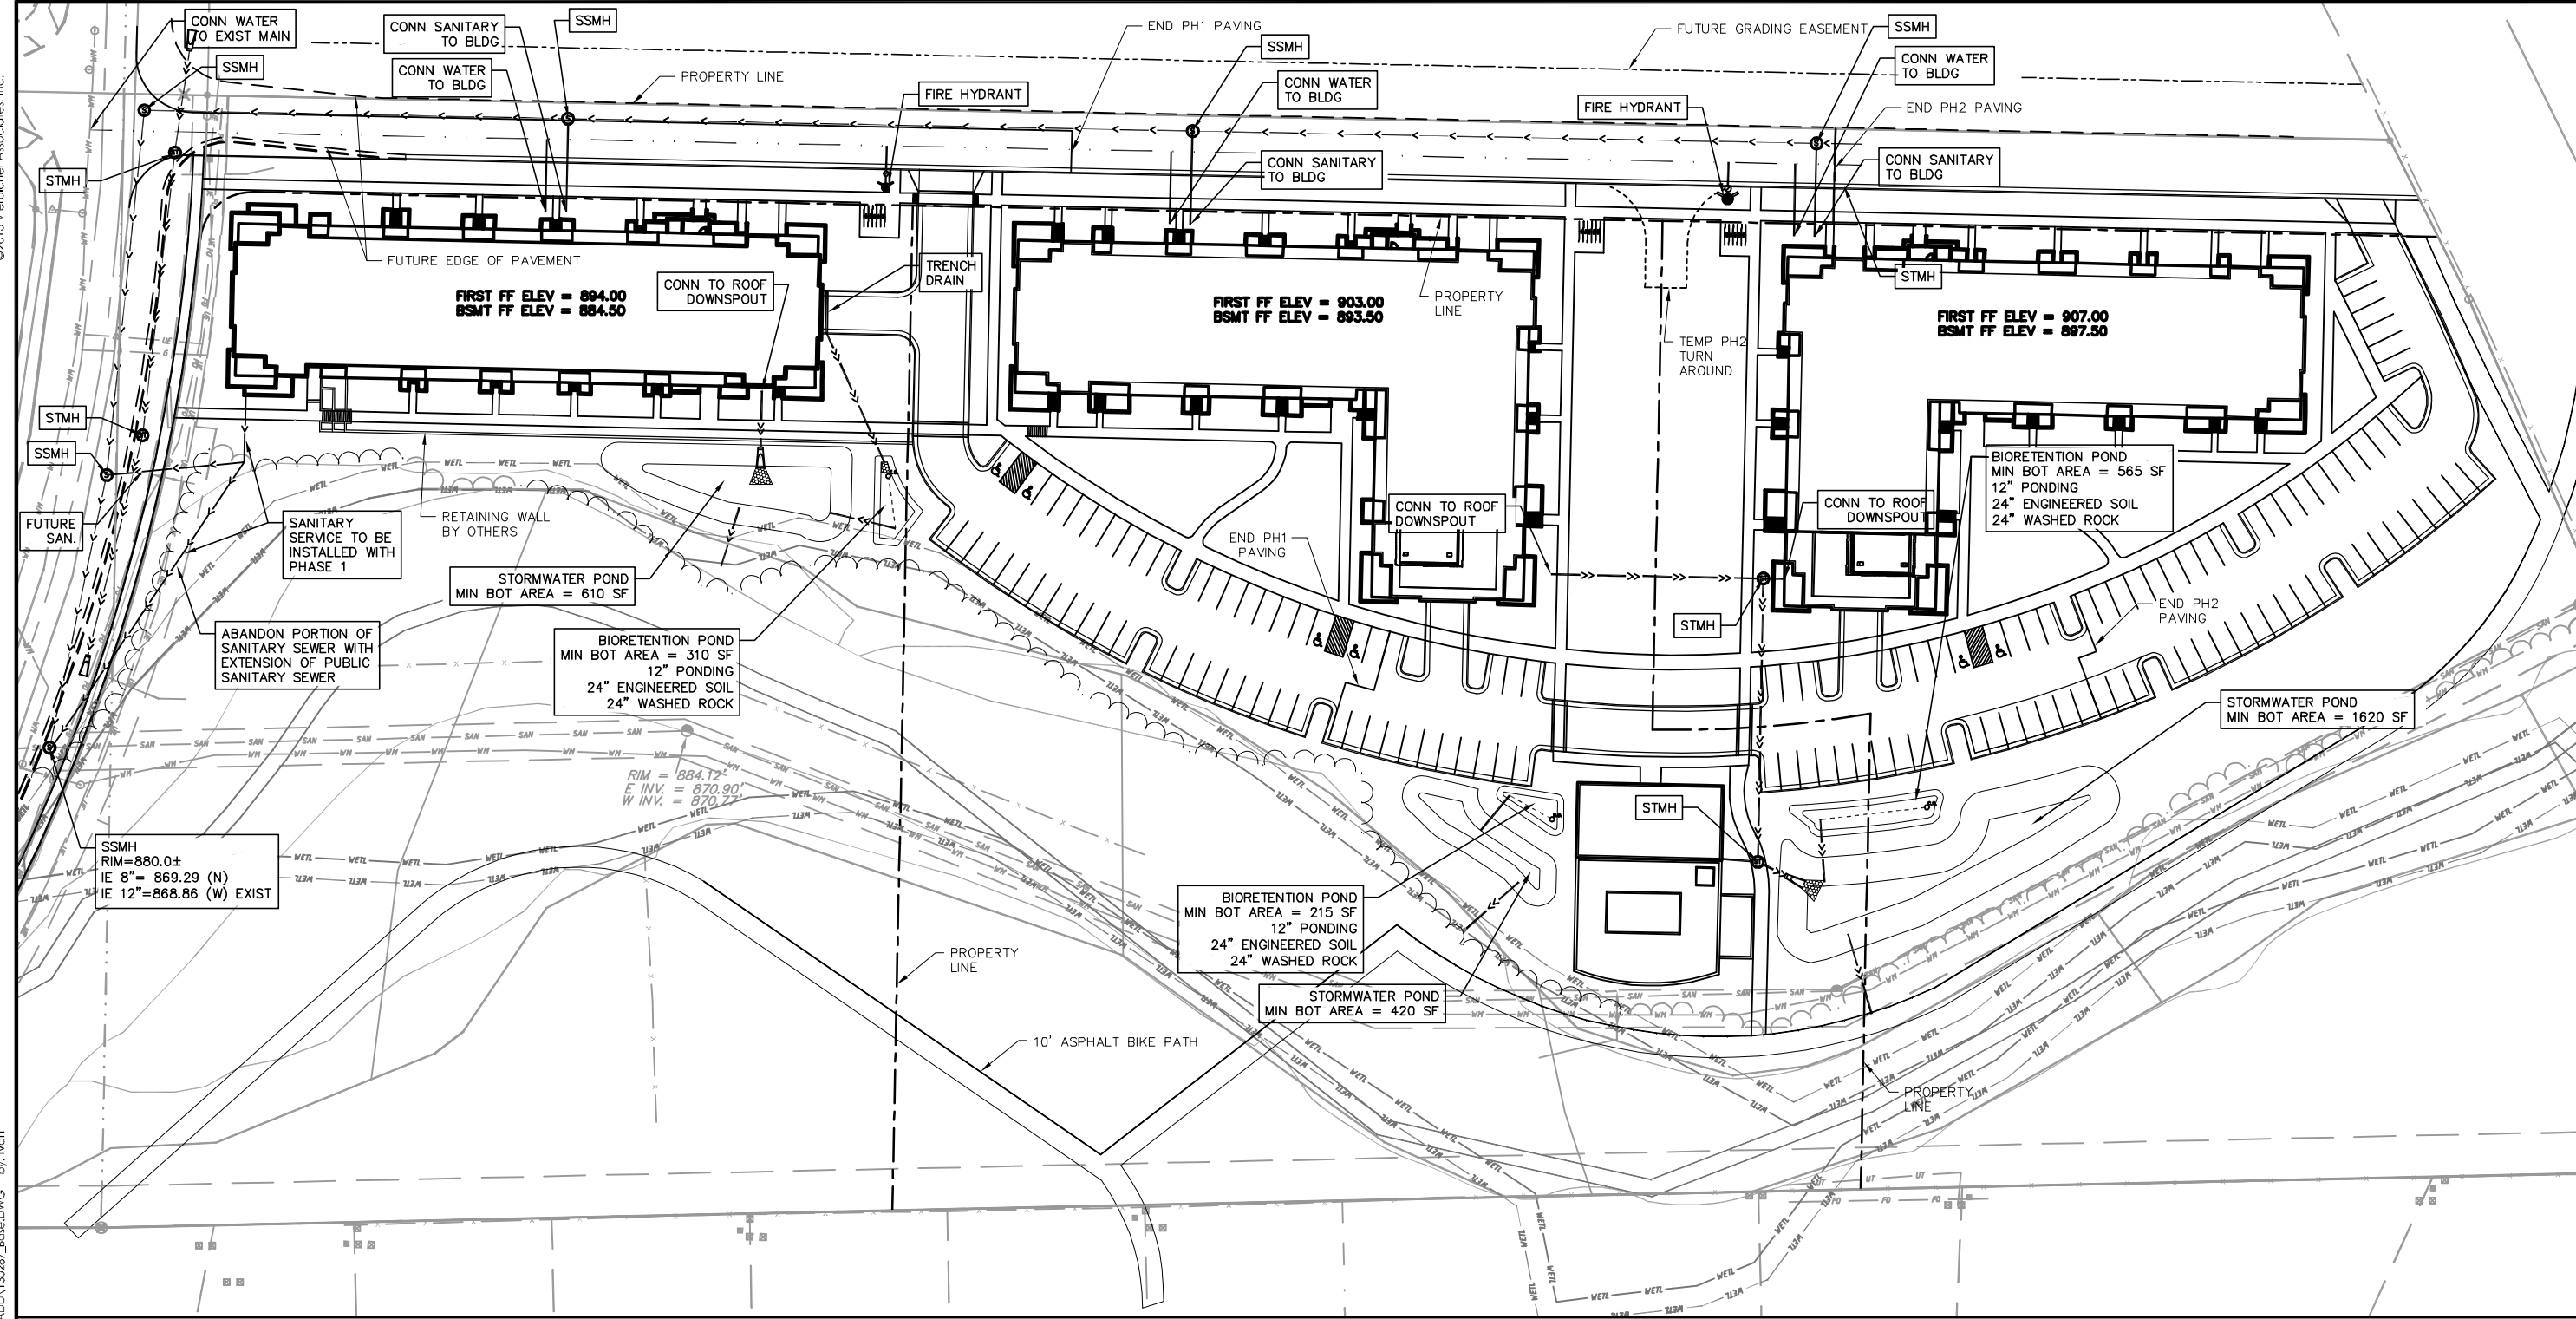 CONN WATER
TO EXIST MAIN
SSMH
CONN SANITARY
TO BLDG
CONN WATER
TO BLDG
SSMH
PROPERTY LINE
FIRE HYDRANT
END PH1 PAVING
SSMH
CONN WATER
TO BLDG
CONN SANITARY
TO BLDG
FUTURE GRADING EASEMENT
FIRE HYDRANT
SSMH
CONN WATER
TO BLDG
END PH2 PAVING
CONN SANITARY
TO BLDG
STMH
STMH
FUTURE EDGE OF PAVEMENT
FIRST FF ELEV = 894.00
BSMT FF ELEV = 884.50
CONN TO ROOF
DOWNSPOUT
TRENCH
DRAIN
FIRST FF ELEV = 903.00
BSMT FF ELEV = 893.50
PROPERTY
LINE
TEMP PH2
TURN
AROUND
FIRST FF ELEV = 907.00
BSMT FF ELEV = 897.50
STMH
SSMH
FUTURE
SAN.
SANITARY
SERVICE TO BE
INSTALLED WITH
PHASE 1
RETAINING WALL
BY OTHERS
STORMWATER POND
MIN BOT AREA = 610 SF
ABANDON PORTION OF
SANITARY SEWER WITH
EXTENSION OF PUBLIC
SANITARY SEWER
BIORETENTION POND
MIN BOT AREA = 310 SF
12" PONDING
24" ENGINEERED SOIL
24" WASHED ROCK
END PH1
PAVING
CONN TO ROOF
DOWNSPOUT
CONN TO ROOF
DOWNSPOUT
BIORETENTION POND
MIN BOT AREA = 565 SF
12" PONDING
24" ENGINEERED SOIL
24" WASHED ROCK
STMH
END PH2
PAVING
STORMWATER POND
MIN BOT AREA = 1620 SF
RIM = 884.12'
E INV. = 870.90'
W INV. = 870.77'
STMH
SSMH
RIM=880.0±
IE 8"= 869.29 (N)
IE 12"=868.86 (W) EXIST
BIORETENTION POND
MIN BOT AREA = 215 SF
12" PONDING
24" ENGINEERED SOIL
24" WASHED ROCK
STORMWATER POND
MIN BOT AREA = 420 SF
PROPERTY
LINE
10' ASPHALT BIKE PATH
PROPERTY
LINE